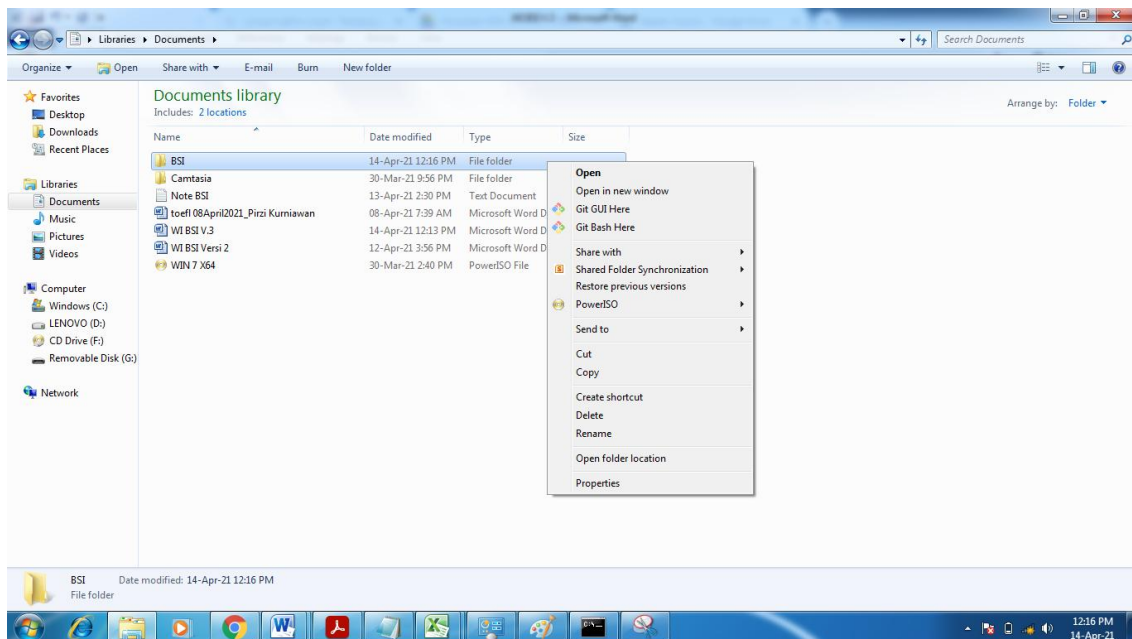 Libraries Documents
Search Documents
Organize Open Share with E-mail Burn New folder
Favorites
Desktop
Downloads
Recent Places
Libraries
Documents
Music
Pictures
Videos
Computer
Windows (C:)
LENOVO (D:)
CD Drive (F:)
Removable Disk (G:)
Network
Documents library
Includes: 2 locations
Arrange by: Folder
Name Date modified Type Size
BSI 14-Apr-21 12:16 PM File folder
Camtasia 30-Mar-21 9:56 PM File folder
Note BSI 13-Apr-21 2:30 PM Text Document
toefl 08April2021_Pirzi Kurniawan 08-Apr-21 7:39 AM Microsoft Word D
WI BSI V.3 14-Apr-21 12:13 PM Microsoft Word D
WI BSI Versi 2 12-Apr-21 3:56 PM Microsoft Word D
WIN 7 X64 30-Mar-21 2:40 PM PowerISO File
Open
Open in new window
Git GUI Here
Git Bash Here
Share with
Shared Folder Synchronization
Restore previous versions
PowerISO
Send to
Cut
Copy
Create shortcut
Delete
Rename
Open folder location
Properties
BSI Date modified: 14-Apr-21 12:16 PM
File folder
12:16 PM
14-Apr-21